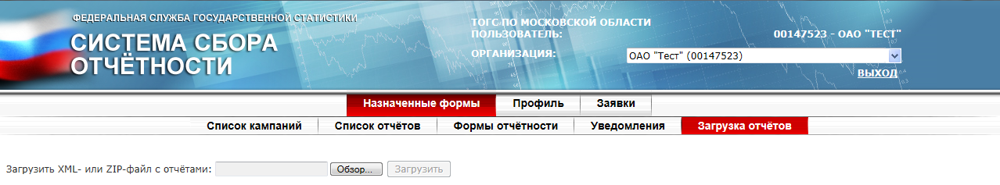 ФЕДЕРАЛЬНАЯ СЛУЖБА ГОСУДАРСТВЕННОЙ СТАТИСТИКИ
СИСТЕМА СБОРА
ОТЧЁТНОСТИ
ТОГС ПО МОСКОВСКОЙ ОБЛАСТИ
ПОЛЬЗОВАТЕЛЬ: 00147523 - ОАО "ТЕСТ"
ОРГАНИЗАЦИЯ: ОАО "Тест" (00147523)
ВЫХОД
Назначенные формы Профиль Заявки
Список кампаний Список отчётов Формы отчётности Уведомления Загрузка отчётов
Загрузить XML- или ZIP-файл с отчётами: Обзор... Загрузить